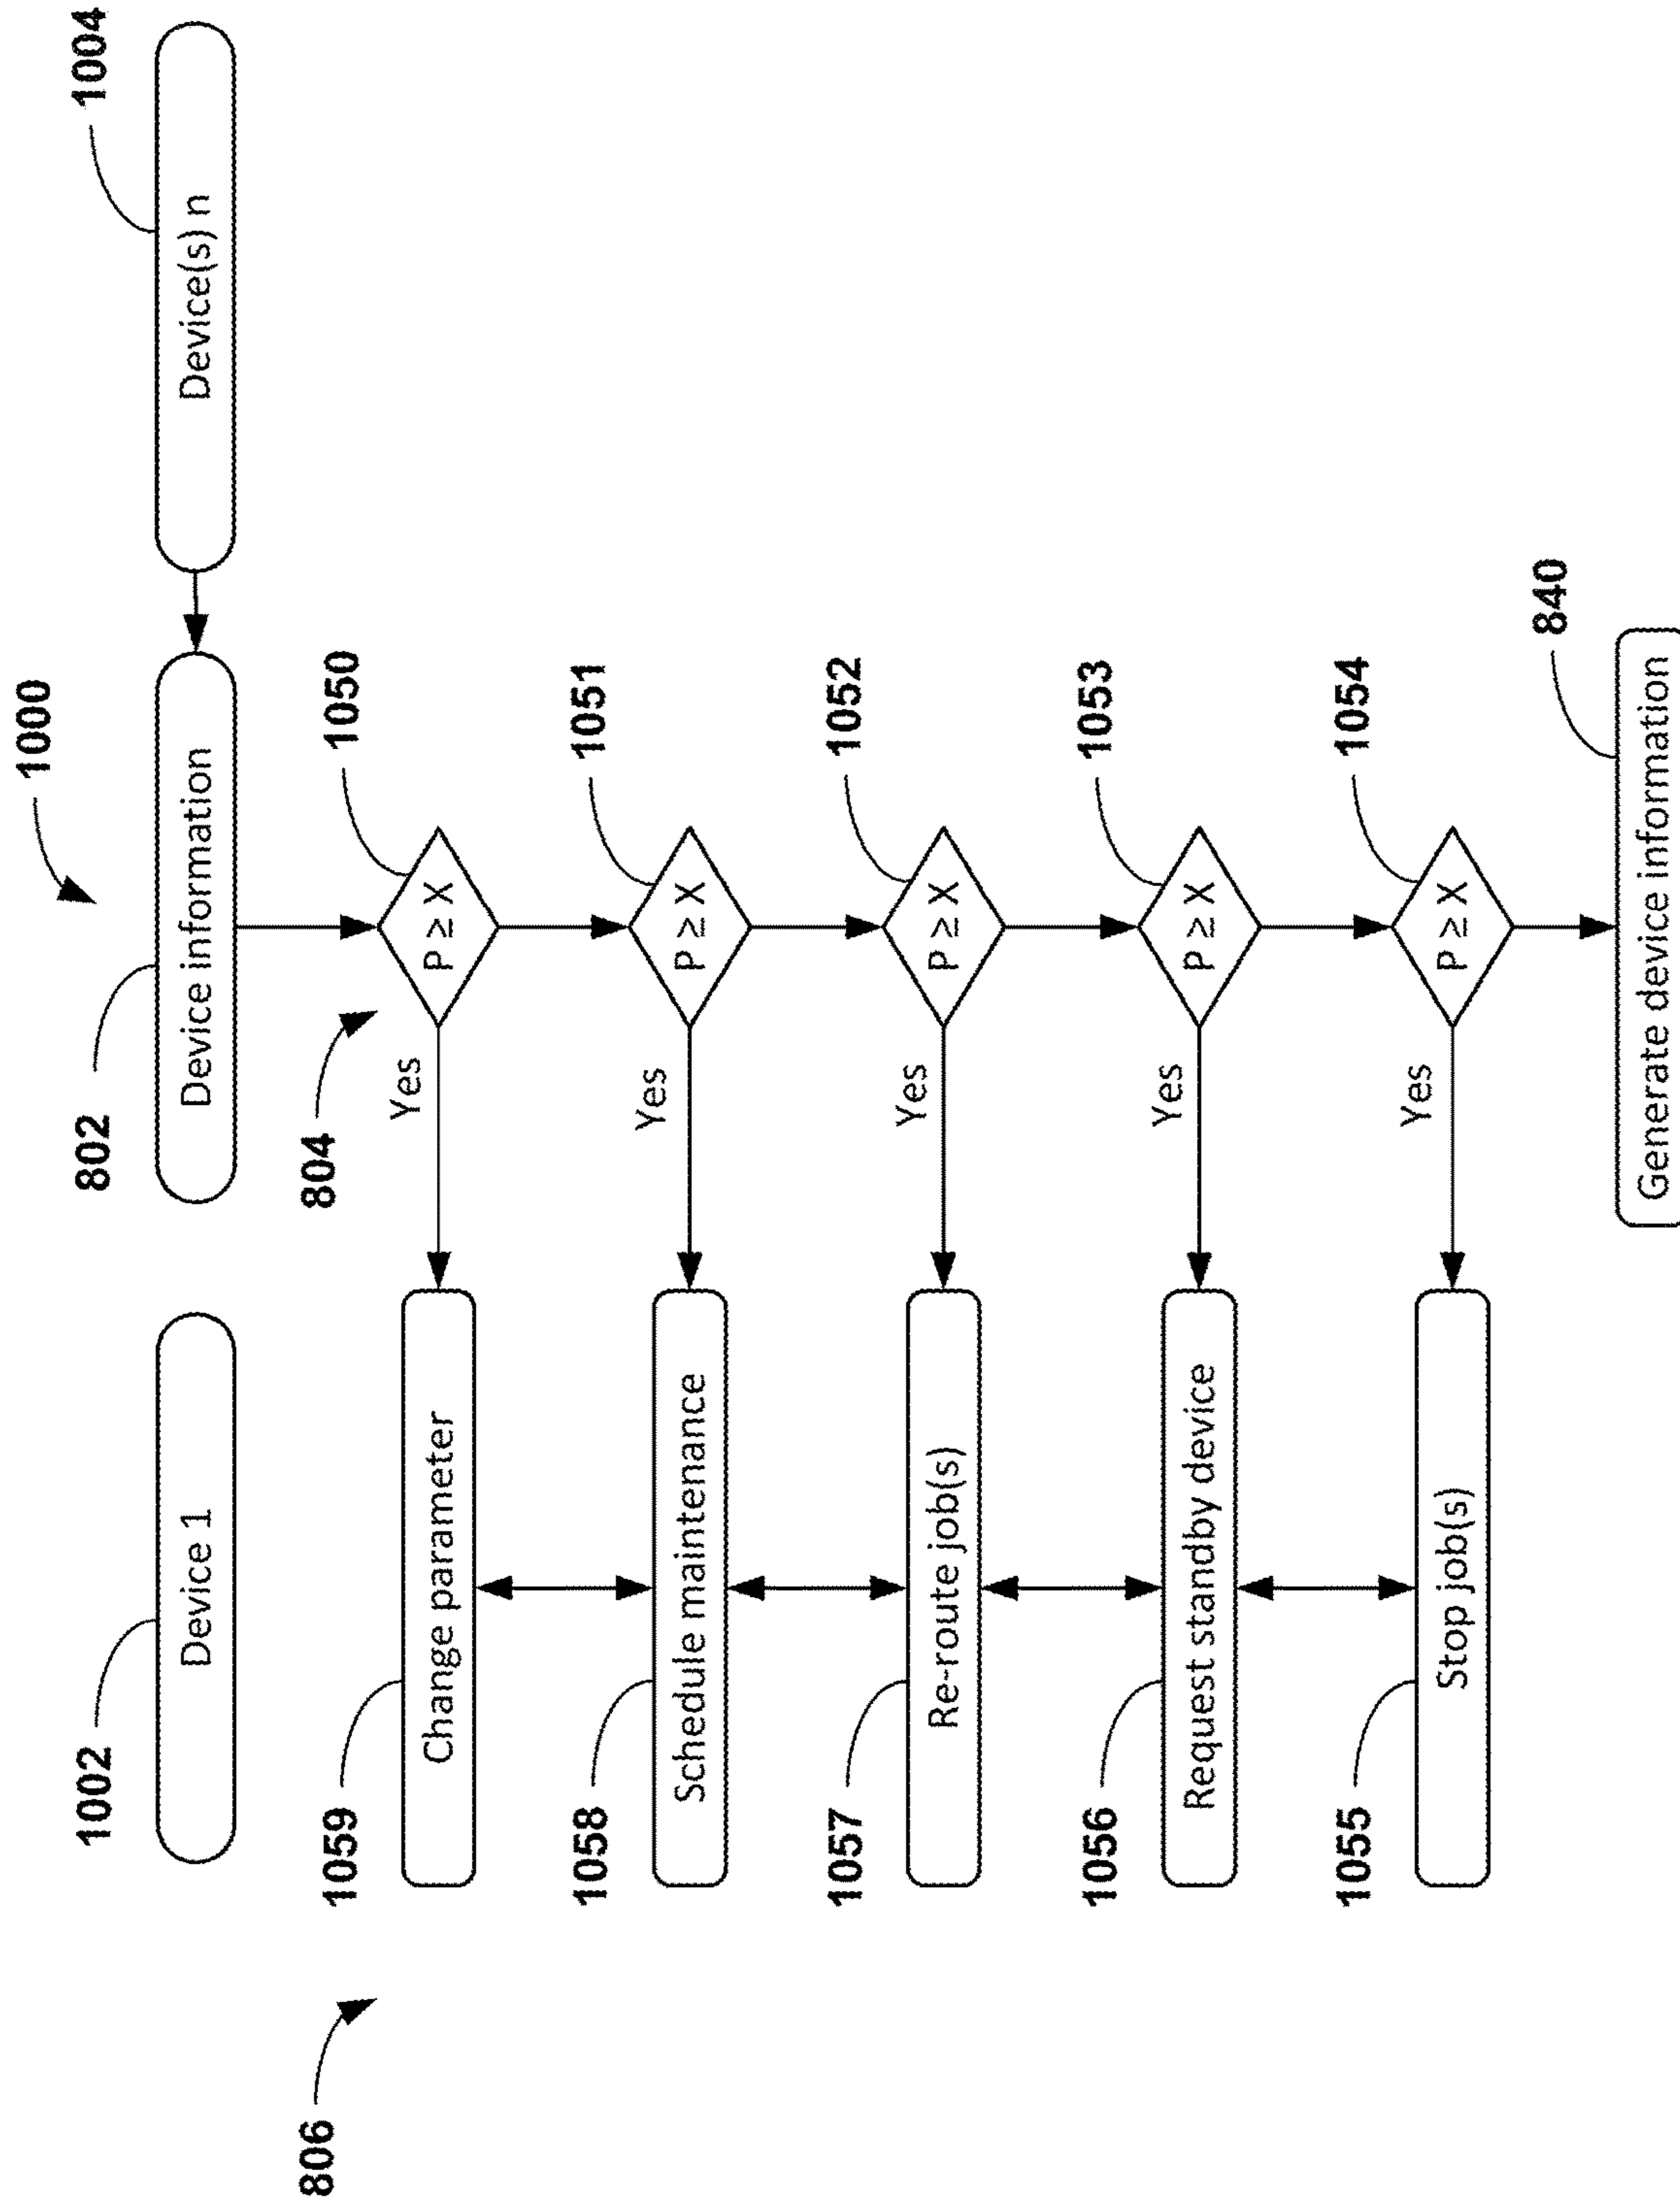 1000
1002
802
1004
Device 1
Device information
Device(s) n
806
804
1059
1050
Change parameter
Yes
P ≥ X
1058
1051
Schedule maintenance
Yes
P ≥ X
1057
1052
Re-route job(s)
Yes
P ≥ X
1056
1053
Request standby device
Yes
P ≥ X
1055
1054
Stop job(s)
Yes
P ≥ X
840
Generate device information